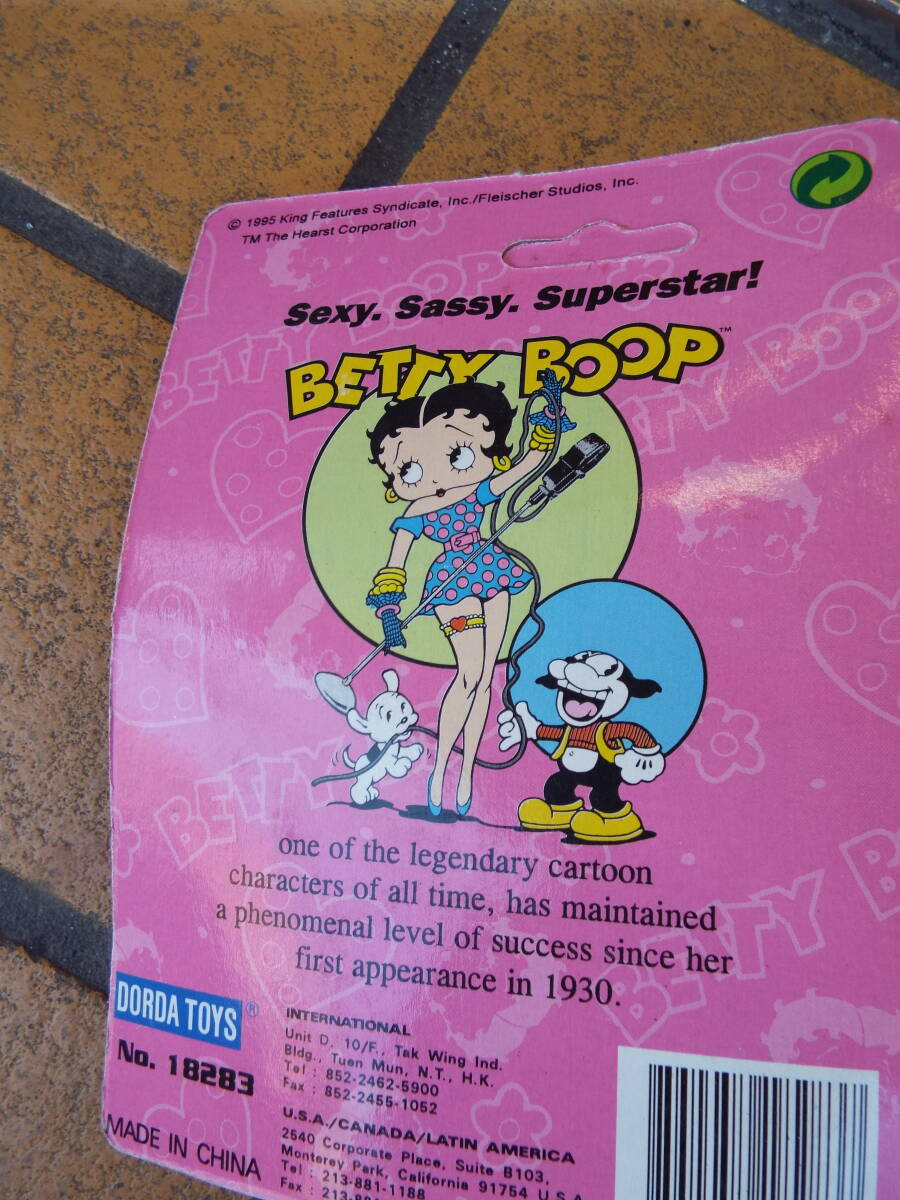 © 1995 King Features Syndicate, Inc./Fleischer Studios, Inc.
TM The Hearst Corporation
Sexy. Sassy. Superstar!
BETTY BOOP™
one of the legendary cartoon
characters of all time, has maintained
a phenomenal level of success since her
first appearance in 1930.
DORDA TOYS®
No. 18283
MADE IN CHINA
INTERNATIONAL
Unit D, 10/F., Tak Wing Ind.
Bldg., Tuen Mun, N.T., H.K.
Tel : 852-2462-5900
Fax : 852-2455-1052
U.S.A./CANADA/LATIN AMERICA
2540 Corporate Place, Suite B103,
Monterey Park, California 91754 U.S.A.
Tel : 213-881-1188
Fax :